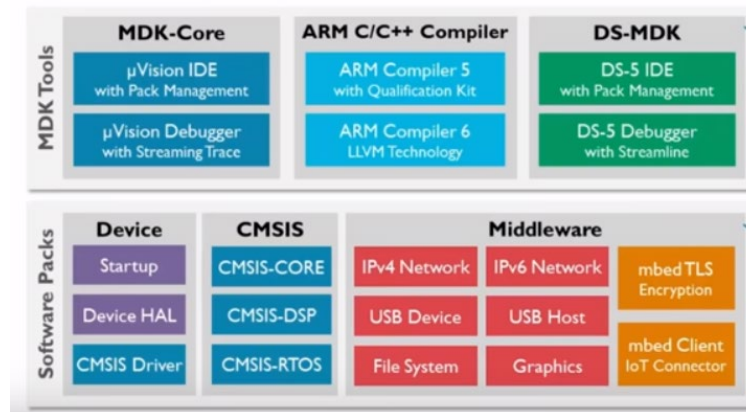 MDK Tools
MDK-Core
µVision IDE
with Pack Management
µVision Debugger
with Streaming Trace
ARM C/C++ Compiler
ARM Compiler 5
with Qualification Kit
ARM Compiler 6
LLVM Technology
DS-MDK
DS-5 IDE
with Pack Management
DS-5 Debugger
with Streamline
Software Packs
Device
Startup
Device HAL
CMSIS Driver
CMSIS
CMSIS-CORE
CMSIS-DSP
CMSIS-RTOS
Middleware
IPv4 Network
IPv6 Network
USB Device
USB Host
File System
Graphics
mbed TLS
Encryption
mbed Client
IoT Connector